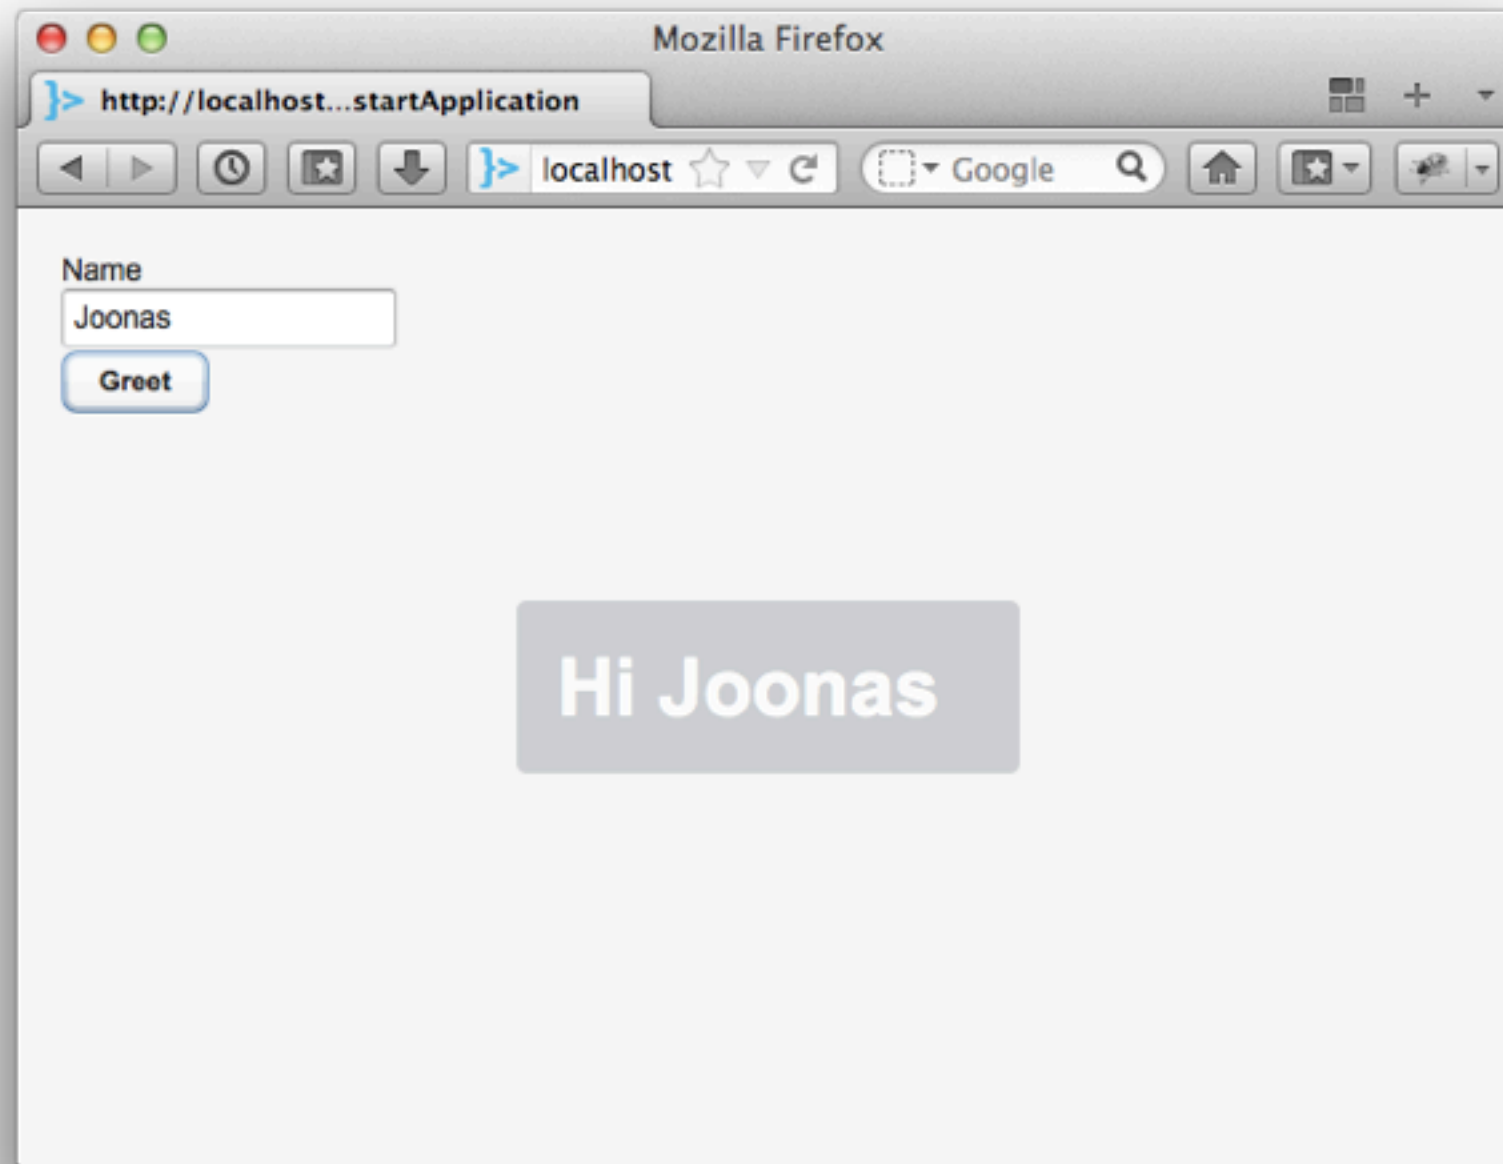 Mozilla Firefox
}> http://localhost...startApplication
}> localhost
Google
Name
Joonas
Greet
Hi Joonas